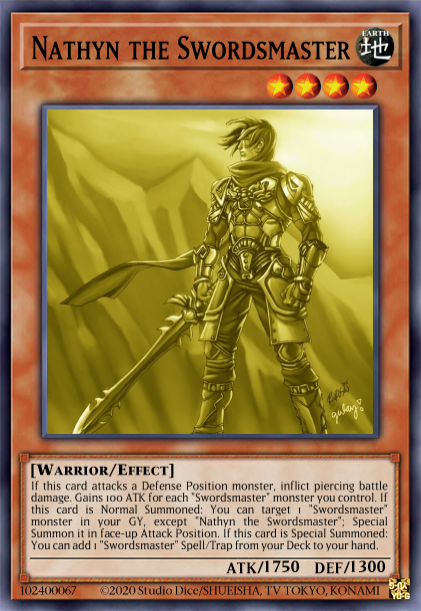 Nathyn the Swordsmaster
EARTH
地
[Warrior/Effect]
If this card attacks a Defense Position monster, inflict piercing battle
damage. Gains 100 ATK for each "Swordsmaster" monster you control. If
this card is Normal Summoned: You can target 1 "Swordsmaster"
monster in your GY, except "Nathyn the Swordsmaster"; Special
Summon it in face-up Attack Position. If this card is Special Summoned:
You can add 1 "Swordsmaster" Spell/Trap from your Deck to your hand.
ATK/1750 DEF/1300
102400067 ©2020 Studio Dice/SHUEISHA, TV TOKYO, KONAMI